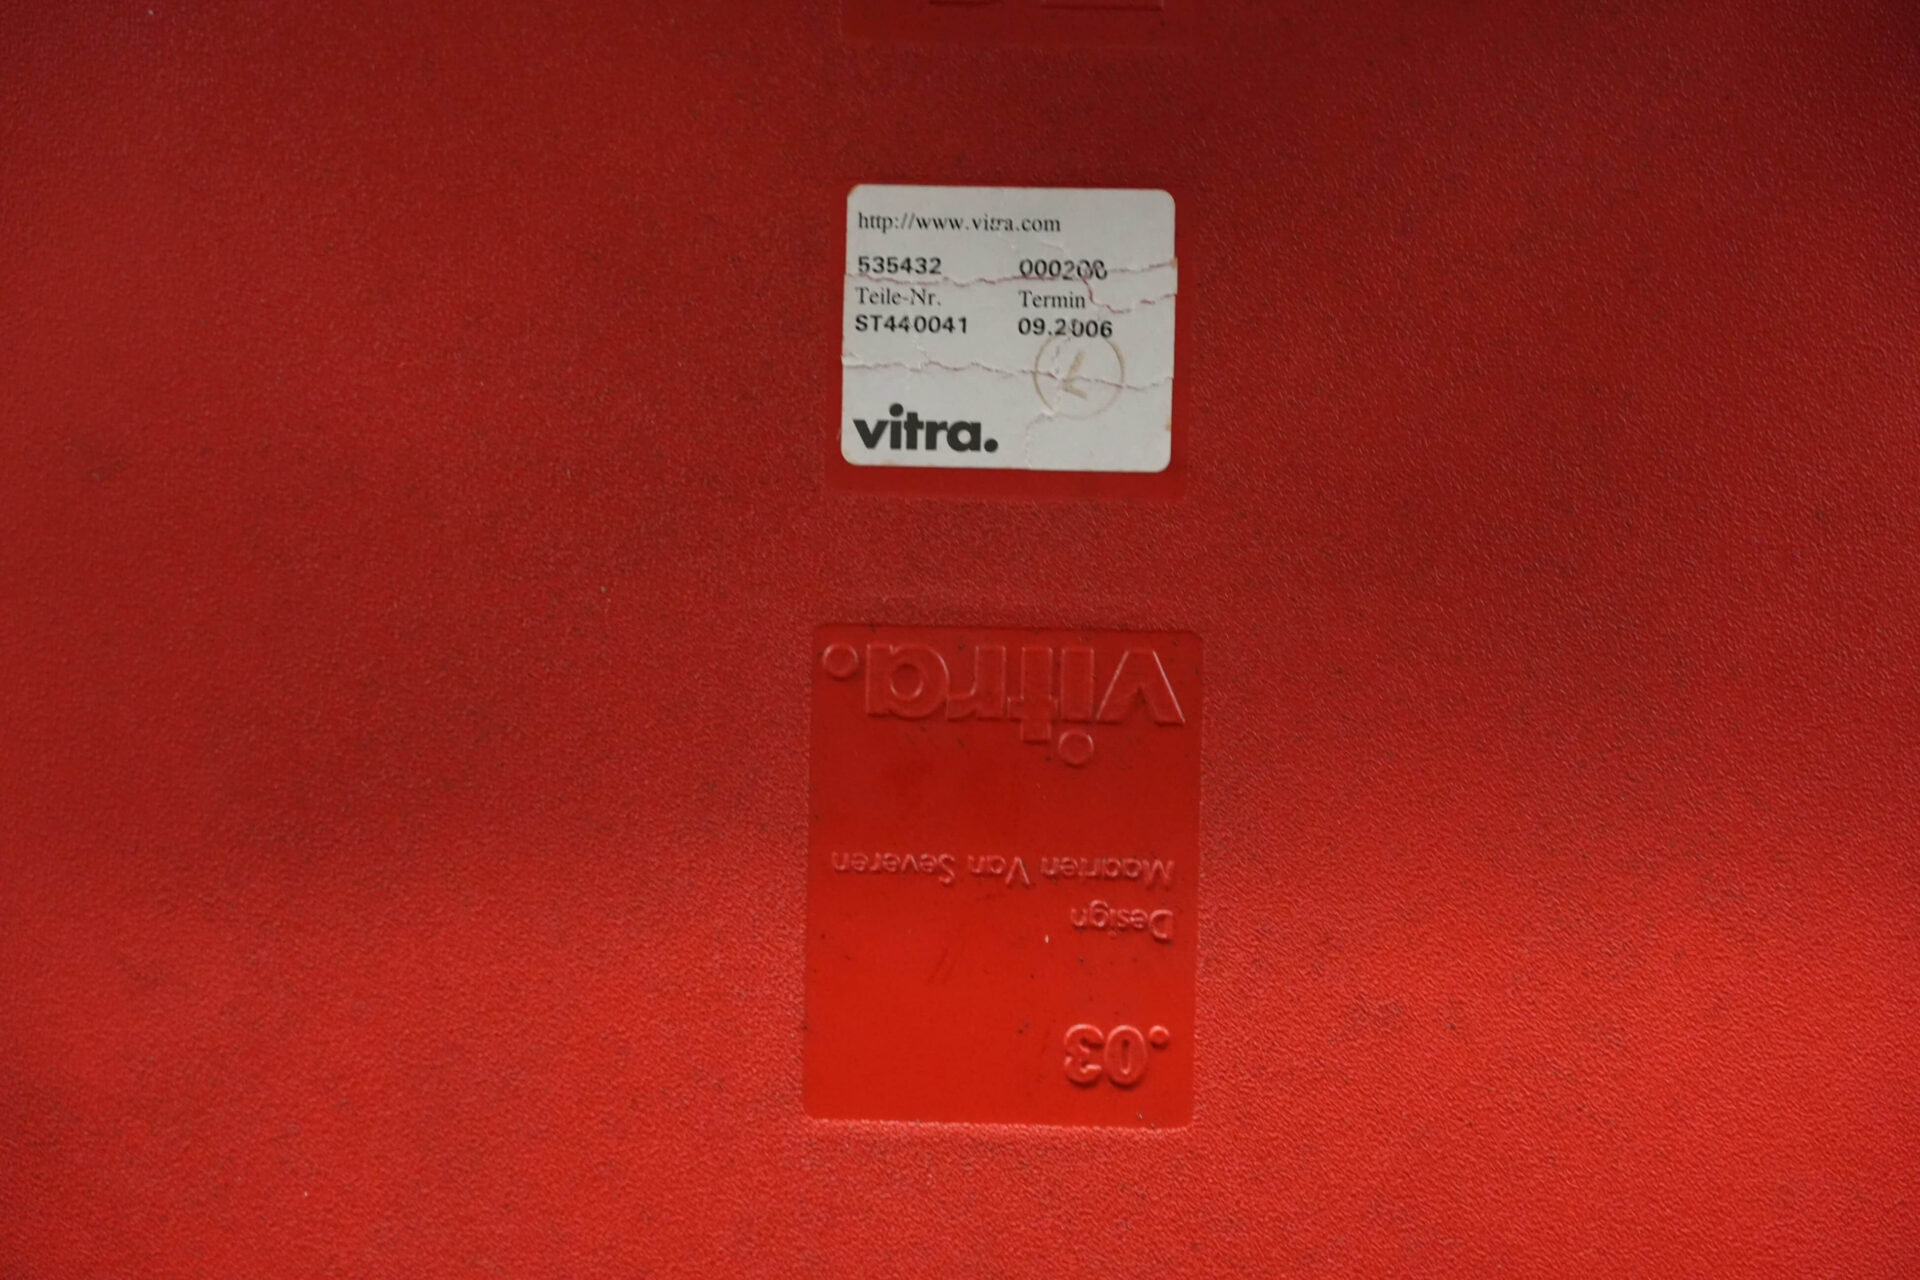 http://www.vitra.com
535432 000200
Teile-Nr. Termin
ST440041 09.2006
vitra.
.03
Design
Maarten Van Severen
vitra.